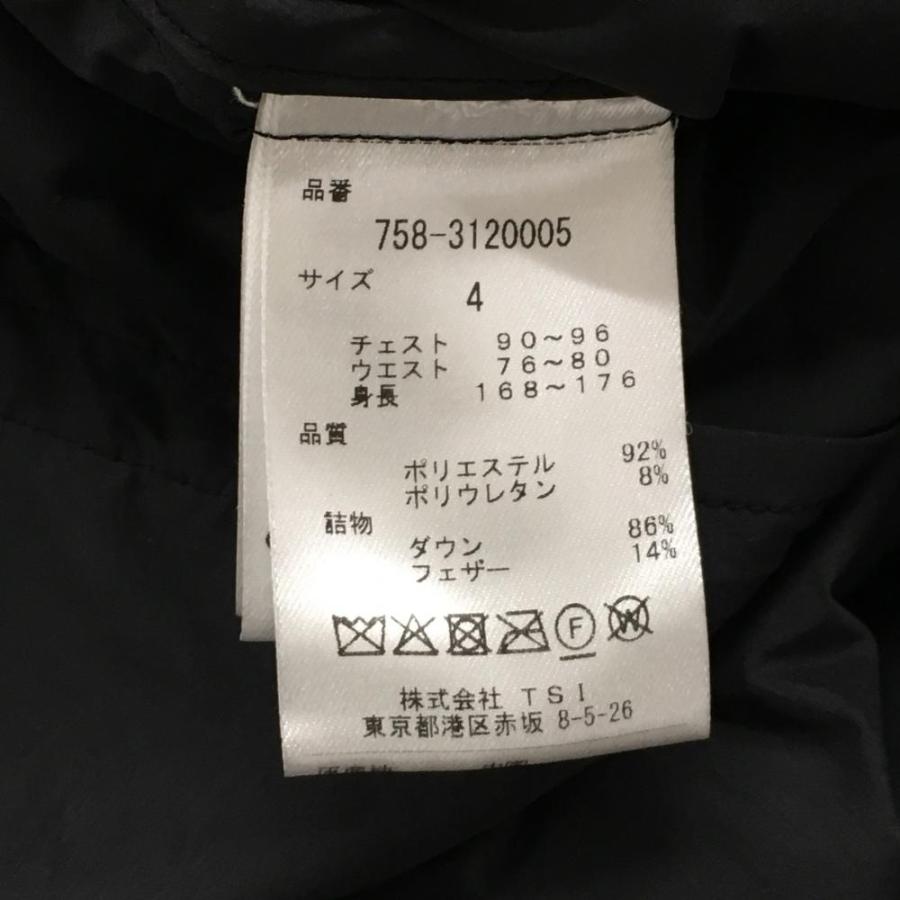 品番
758-3120005
サイズ
4
チェスト 90～96
ウエスト 76～80
身長 168～176
品質
ポリエステル 92%
ポリウレタン 8%
詰物
ダウン 86%
フェザー 14%
F W
株式会社 TSI
東京都港区赤坂 8-5-26